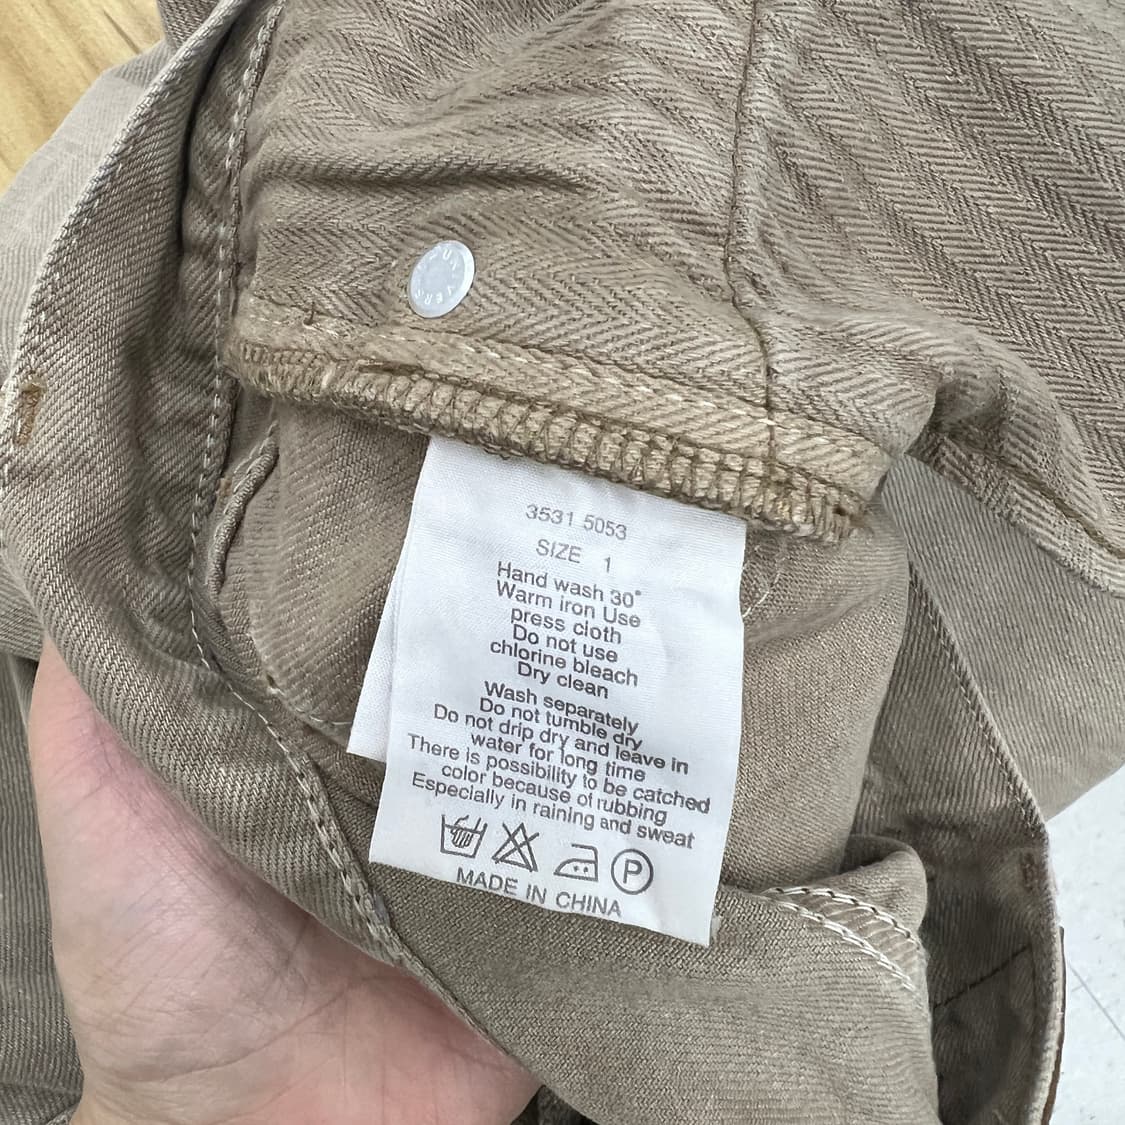 3531 5053
SIZE 1
Hand wash 30°
Warm iron Use
press cloth
Do not use
chlorine bleach
Dry clean
Wash separately
Do not tumble dry
Do not drip dry and leave in
water for long time
There is possibility to be catched
color because of rubbing
Especially in raining and sweat
P
MADE IN CHINA